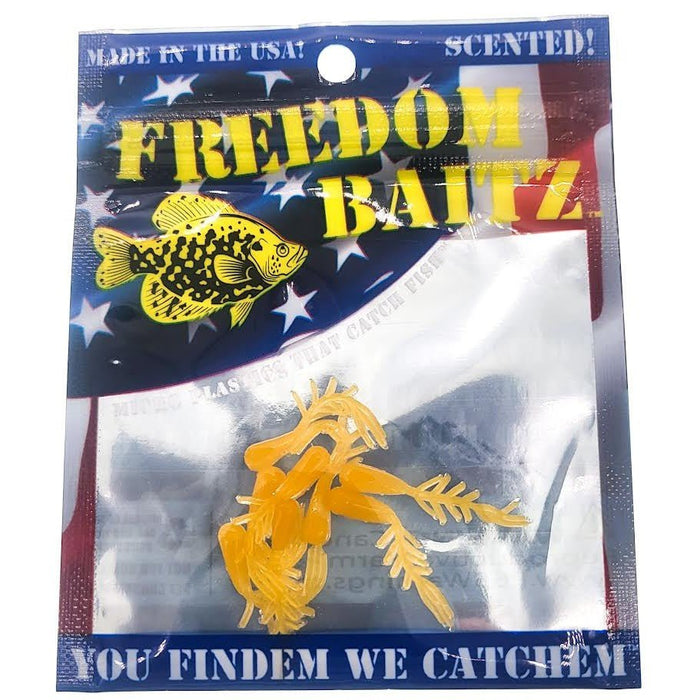 MADE IN THE USA! SCENTED!
FREEDOM
BAITZ
MICRO PLASTICS THAT CATCH FISH
YOU FINDEM WE CATCHEM